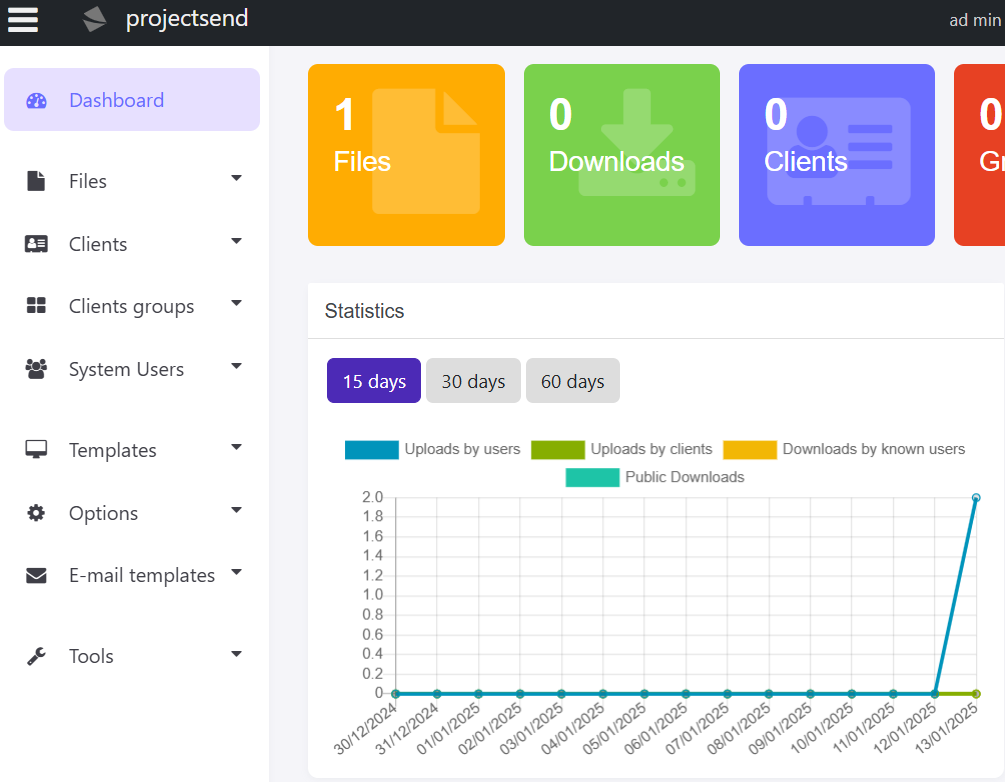 projectsend
ad min
Dashboard
Files
Clients
Clients groups
System Users
Templates
Options
E-mail templates
Tools
1
Files
0
Downloads
0
Clients
0
Gr
Statistics
15 days 30 days 60 days
Uploads by users Uploads by clients Downloads by known users
Public Downloads
2.0
1.8
1.6
1.4
1.2
1.0
0.8
0.6
0.4
0.2
0
30/12/2024 31/12/2024 01/01/2025 02/01/2025 03/01/2025 04/01/2025 05/01/2025 06/01/2025 07/01/2025 08/01/2025 09/01/2025 10/01/2025 11/01/2025 12/01/2025 13/01/2025